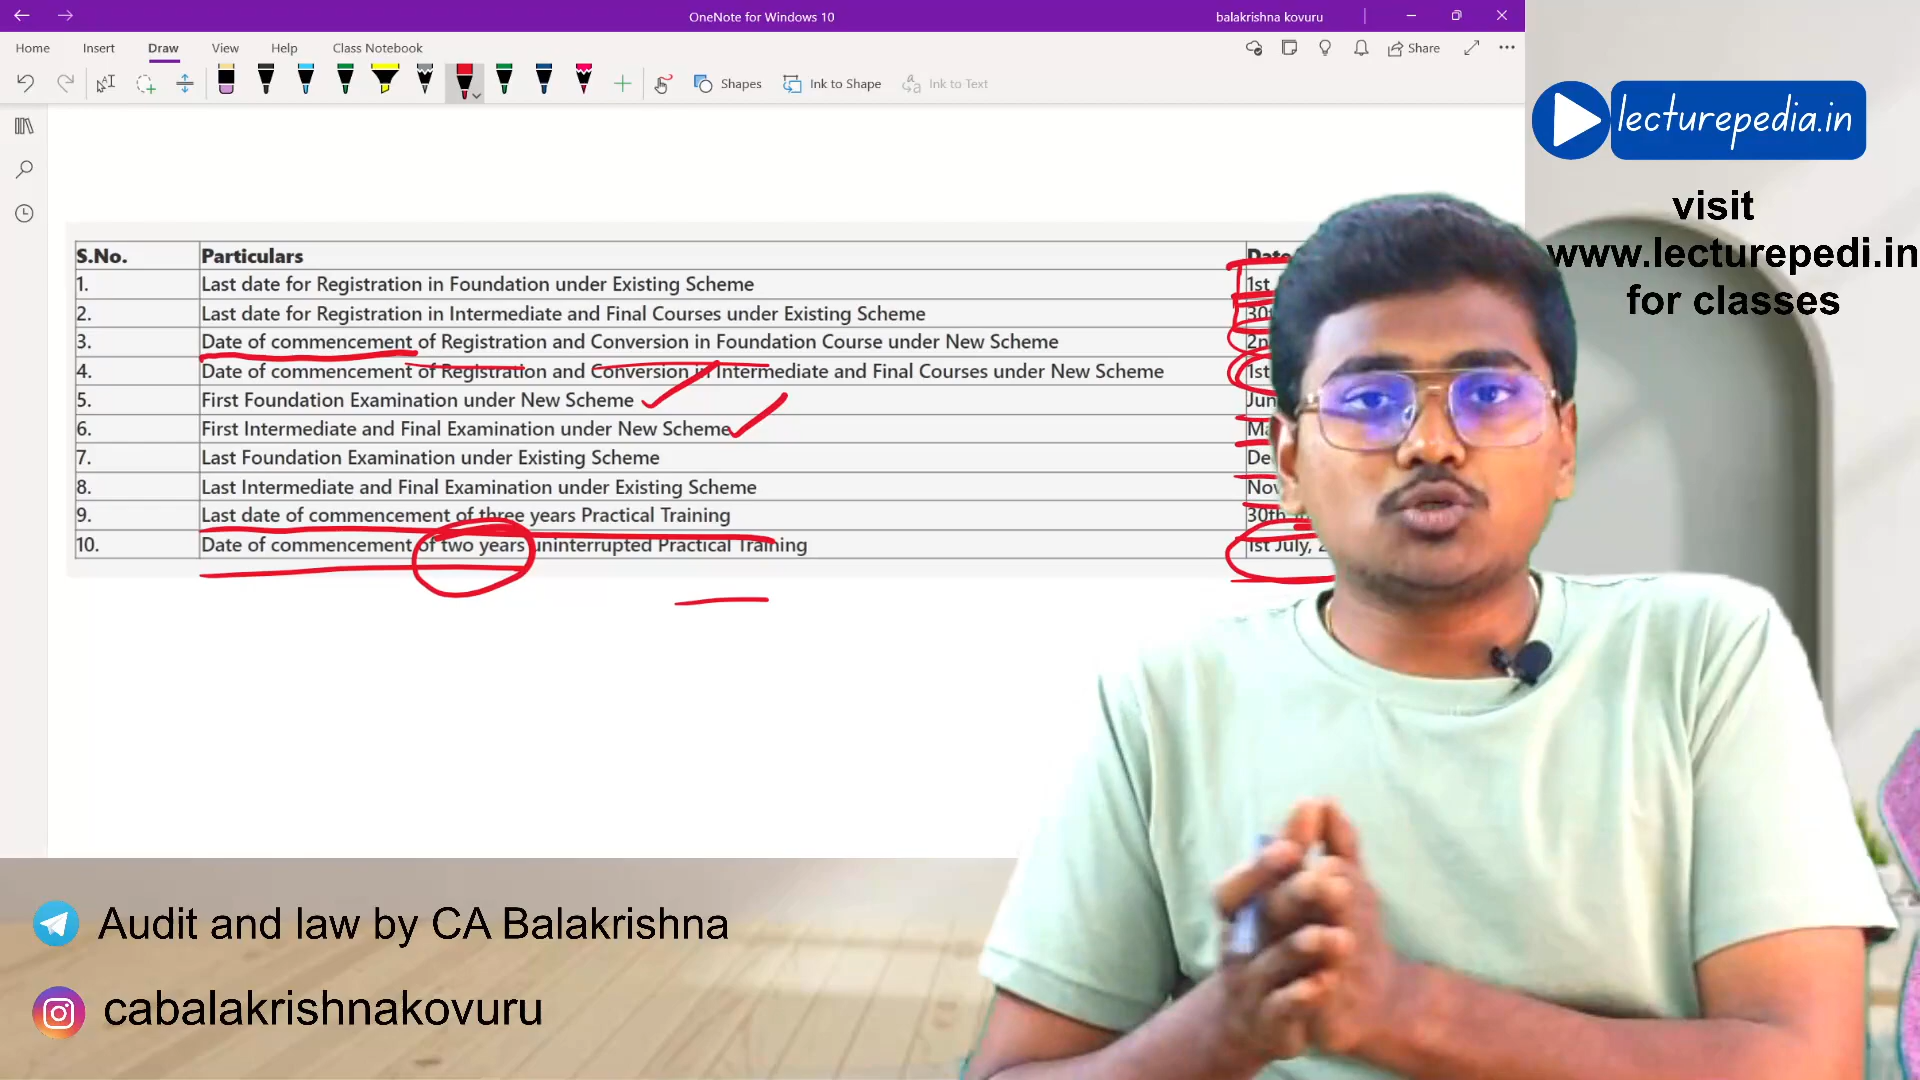 OneNote for Windows 10
balakrishna kovuru
Home Insert Draw View Help Class Notebook
Share
Shapes Ink to Shape Ink to Text
lecturepedia.in
visit
www.lecturepedi.in
for classes
S.No. Particulars Date
1. Last date for Registration in Foundation under Existing Scheme 1st
2. Last date for Registration in Intermediate and Final Courses under Existing Scheme 30th
3. Date of commencement of Registration and Conversion in Foundation Course under New Scheme
4. Date of commencement of Registration and Conversion in Intermediate and Final Courses under New Scheme 1st
5. First Foundation Examination under New Scheme
6. First Intermediate and Final Examination under New Scheme
7. Last Foundation Examination under Existing Scheme
8. Last Intermediate and Final Examination under Existing Scheme
9. Last date of commencement of three years Practical Training 30th
10. Date of commencement of two years uninterrupted Practical Training 1st July,
Audit and law by CA Balakrishna
cabalakrishnakovuru